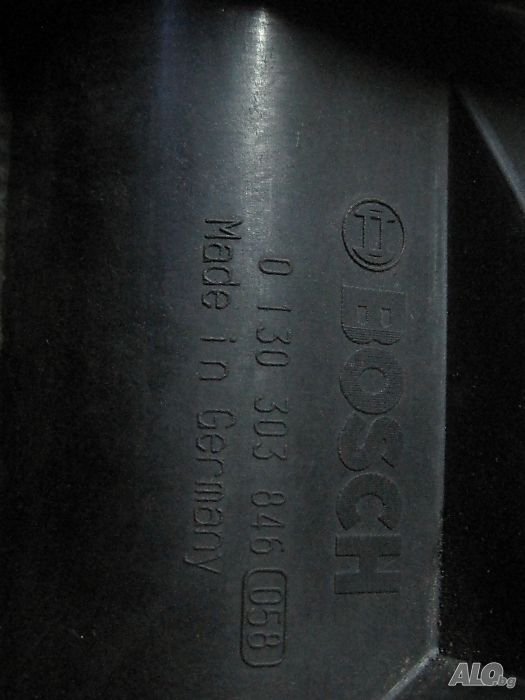 BOSCH
0 130 303 846 058
Made in Germany
ALO.bg